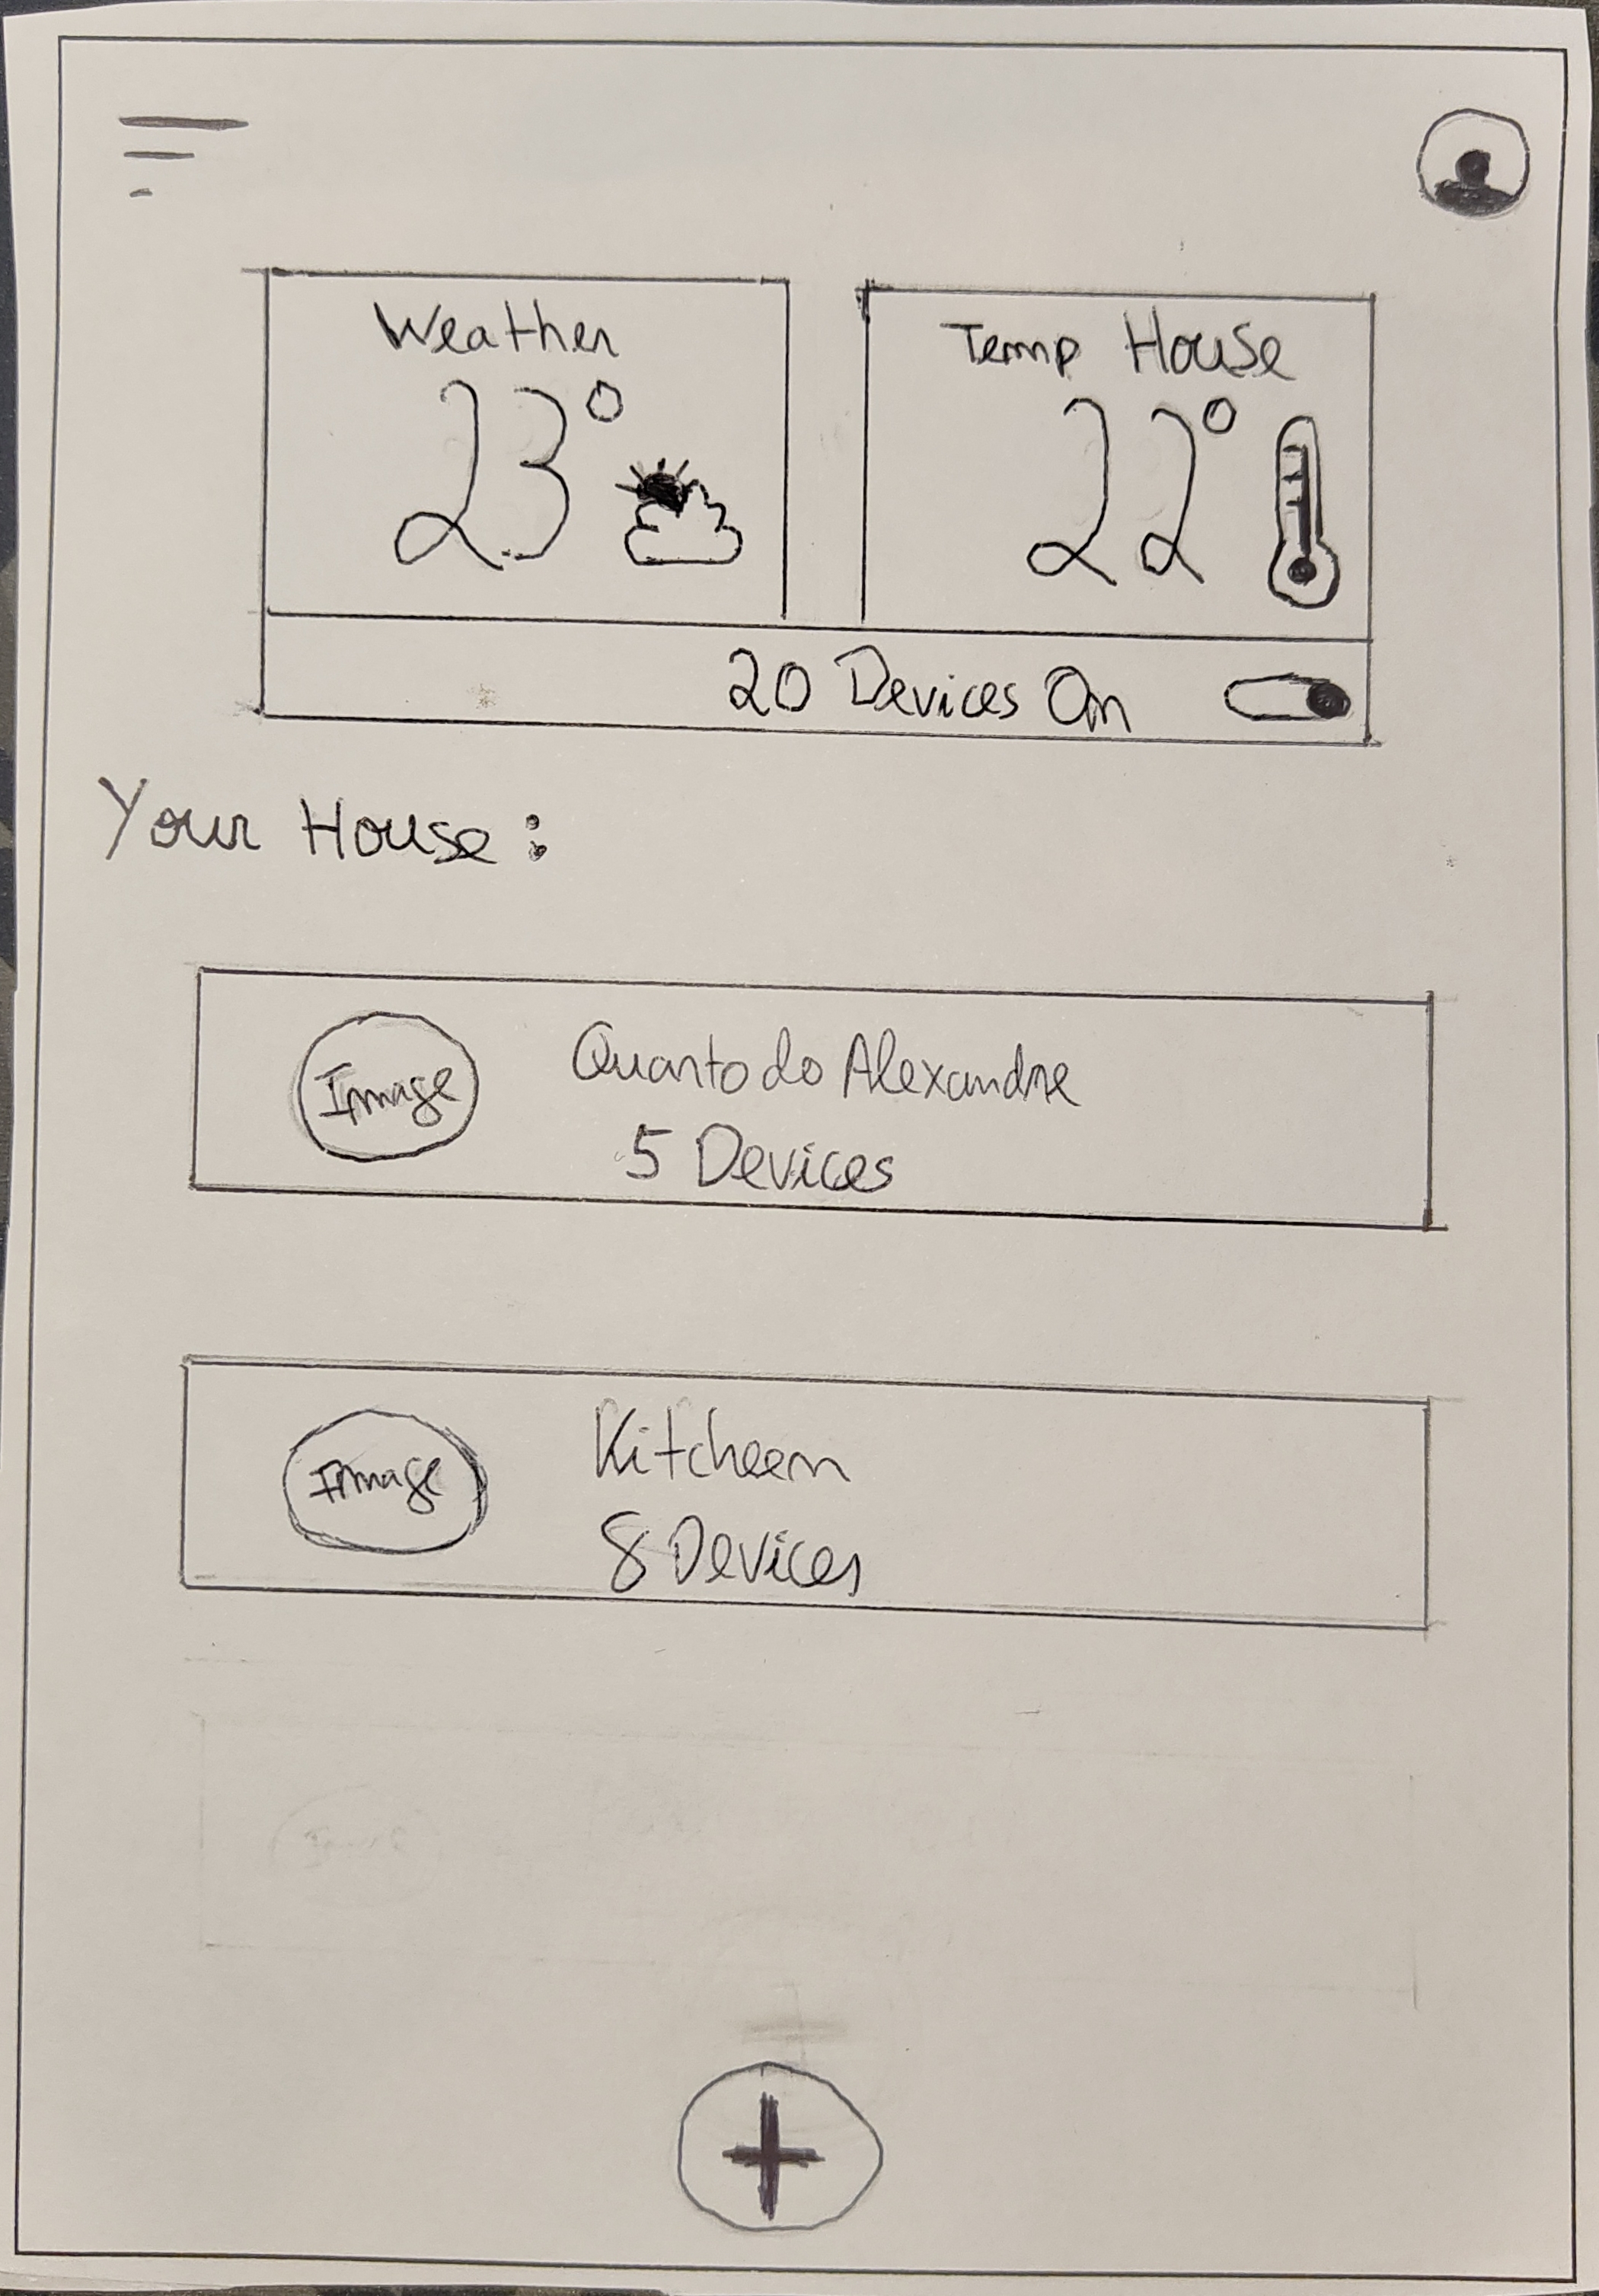 Weather
23°
Temp House
22°
20 Devices On
Your House:
Image
Quarto do Alexandre
5 Devices
Image
Kitcheen
8 Devices